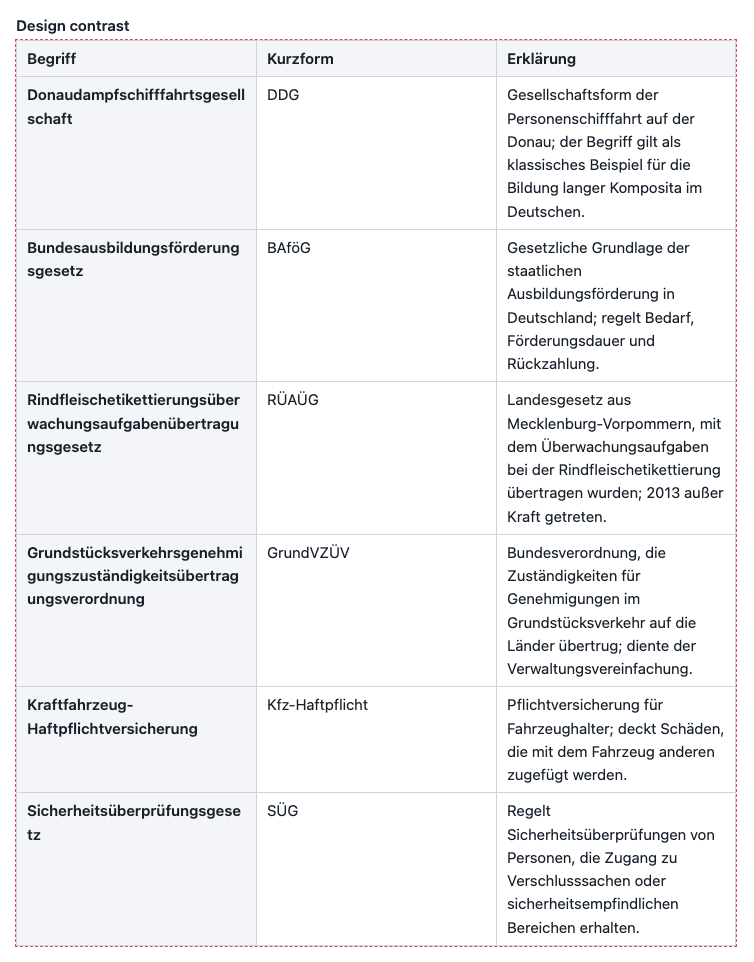 Design contrast
Begriff
Kurzform
Erklärung
Donaudampfschifffahrtsgesell
schaft
DDG
Gesellschaftsform der
Personenschifffahrt auf der
Donau; der Begriff gilt als
klassisches Beispiel für die
Bildung langer Komposita im
Deutschen.
Bundesausbildungsförderung
sgesetz
BAföG
Gesetzliche Grundlage der
staatlichen
Ausbildungsförderung in
Deutschland; regelt Bedarf,
Förderungsdauer und
Rückzahlung.
Rindfleischetikettierungsüber
wachungsaufgabenübertragu
ngsgesetz
RÜAÜG
Landesgesetz aus
Mecklenburg-Vorpommern, mit
dem Überwachungsaufgaben
bei der Rindfleischetikettierung
übertragen wurden; 2013 außer
Kraft getreten.
Grundstücksverkehrsgenehmi
gungszuständigkeitsübertrag
ungsverordnung
GrundVZÜV
Bundesverordnung, die
Zuständigkeiten für
Genehmigungen im
Grundstücksverkehr auf die
Länder übertrug; diente der
Verwaltungsvereinfachung.
Kraftfahrzeug-
Haftpflichtversicherung
Kfz-Haftpflicht
Pflichtversicherung für
Fahrzeughalter; deckt Schäden,
die mit dem Fahrzeug anderen
zugefügt werden.
Sicherheitsüberprüfungsgese
tz
SÜG
Regelt
Sicherheitsüberprüfungen von
Personen, die Zugang zu
Verschlusssachen oder
sicherheitsempfindlichen
Bereichen erhalten.